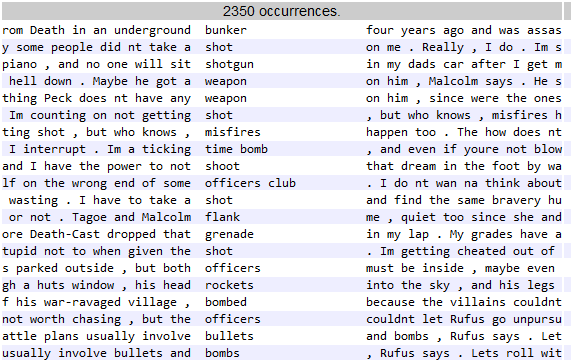 2350 occurrences.
rom Death in an underground bunker four years ago and was assas
y some people did nt take a shot on me . Really , I do . Im s
piano , and no one will sit shotgun in my dads car after I get m
hell down . Maybe he got a weapon on him , Malcolm says . He s
thing Peck does nt have any weapon on him , since were the ones
Im counting on not getting shot , but who knows , misfires h
ting shot , but who knows , misfires happen too . The how does nt
I interrupt . Im a ticking time bomb , and even if youre not blow
and I have the power to not shoot that dream in the foot by wa
lf on the wrong end of some officers club . I do nt wan na think about
wasting . I have to take a shot and find the same bravery hu
or not . Tagoe and Malcolm flank me , quiet too since she and
ore Death-Cast dropped that grenade in my lap . My grades have a
tupid not to when given the shot . Im getting cheated out of
s parked outside , but both officers must be inside , maybe even
gh a huts window , his head rockets into the sky , and his legs
f his war-ravaged village , bombed because the villains couldnt
not worth chasing , but the officers couldnt let Rufus go unpursu
attle plans usually involve bullets and bombs , Rufus says . Let
usually involve bullets and bombs , Rufus says . Lets roll wit